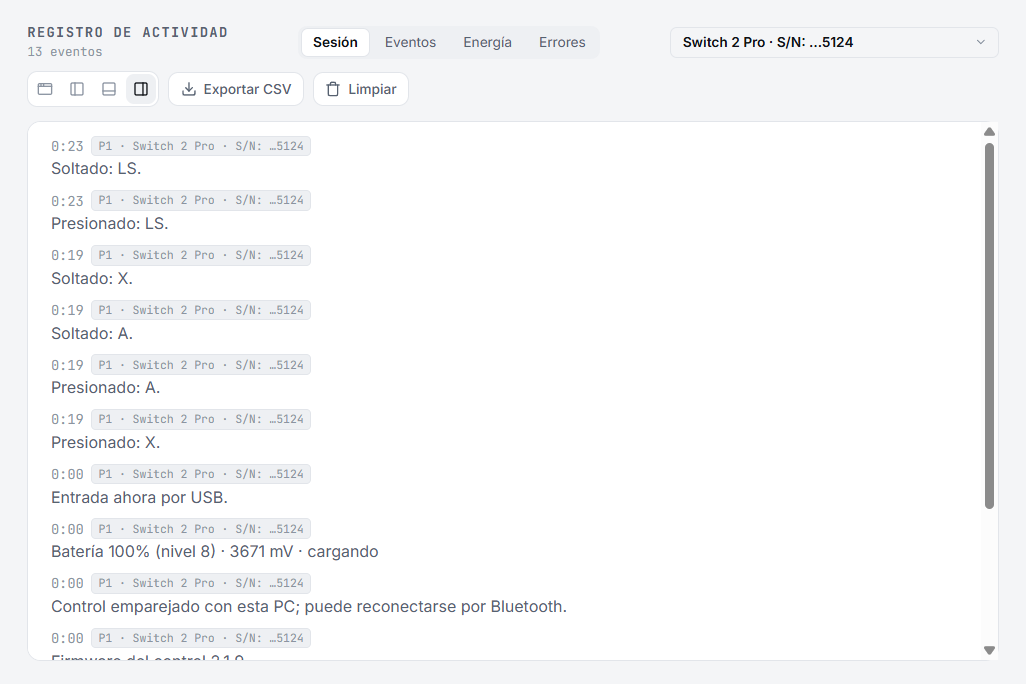 REGISTRO DE ACTIVIDAD
13 eventos
Sesión Eventos Energía Errores
Switch 2 Pro · S/N: …5124
Exportar CSV Limpiar
0:23 P1 · Switch 2 Pro · S/N: …5124
Soltado: LS.
0:23 P1 · Switch 2 Pro · S/N: …5124
Presionado: LS.
0:19 P1 · Switch 2 Pro · S/N: …5124
Soltado: X.
0:19 P1 · Switch 2 Pro · S/N: …5124
Soltado: A.
0:19 P1 · Switch 2 Pro · S/N: …5124
Presionado: A.
0:19 P1 · Switch 2 Pro · S/N: …5124
Presionado: X.
0:00 P1 · Switch 2 Pro · S/N: …5124
Entrada ahora por USB.
0:00 P1 · Switch 2 Pro · S/N: …5124
Batería 100% (nivel 8) · 3671 mV · cargando
0:00 P1 · Switch 2 Pro · S/N: …5124
Control emparejado con esta PC; puede reconectarse por Bluetooth.
0:00 P1 · Switch 2 Pro · S/N: …5124
Firmware del control